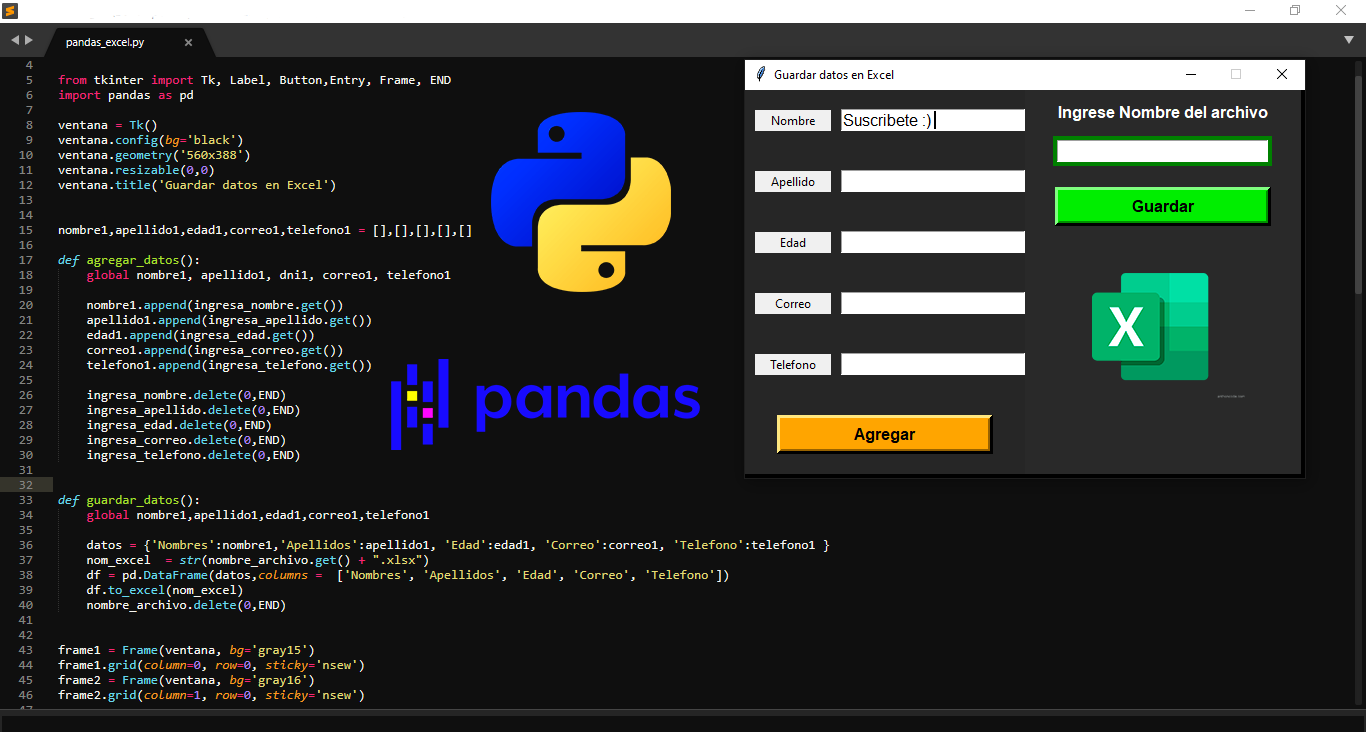 pandas_excel.py
4
5 from tkinter import Tk, Label, Button,Entry, Frame, END
6 import pandas as pd
7
8 ventana = Tk()
9 ventana.config(bg='black')
10 ventana.geometry('560x388')
11 ventana.resizable(0,0)
12 ventana.title('Guardar datos en Excel')
13
14
15 nombre1,apellido1,edad1,correo1,telefono1 = [],[],[],[],[]
16
17 def agregar_datos():
18     global nombre1, apellido1, dni1, correo1, telefono1
19
20     nombre1.append(ingresa_nombre.get())
21     apellido1.append(ingresa_apellido.get())
22     edad1.append(ingresa_edad.get())
23     correo1.append(ingresa_correo.get())
24     telefono1.append(ingresa_telefono.get())
25
26     ingresa_nombre.delete(0,END)
27     ingresa_apellido.delete(0,END)
28     ingresa_edad.delete(0,END)
29     ingresa_correo.delete(0,END)
30     ingresa_telefono.delete(0,END)
31
32
33 def guardar_datos():
34     global nombre1,apellido1,edad1,correo1,telefono1
35
36     datos = {'Nombres':nombre1,'Apellidos':apellido1, 'Edad':edad1, 'Correo':correo1, 'Telefono':telefono1 }
37     nom_excel  = str(nombre_archivo.get() + ".xlsx")
38     df = pd.DataFrame(datos,columns =  ['Nombres', 'Apellidos', 'Edad', 'Correo', 'Telefono'])
39     df.to_excel(nom_excel)
40     nombre_archivo.delete(0,END)
41
42
43 frame1 = Frame(ventana, bg='gray15')
44 frame1.grid(column=0, row=0, sticky='nsew')
45 frame2 = Frame(ventana, bg='gray16')
46 frame2.grid(column=1, row=0, sticky='nsew')
47
pandas
Guardar datos en Excel
Nombre Suscribete :)
Apellido
Edad
Correo
Telefono
Agregar
Ingrese Nombre del archivo
Guardar
X